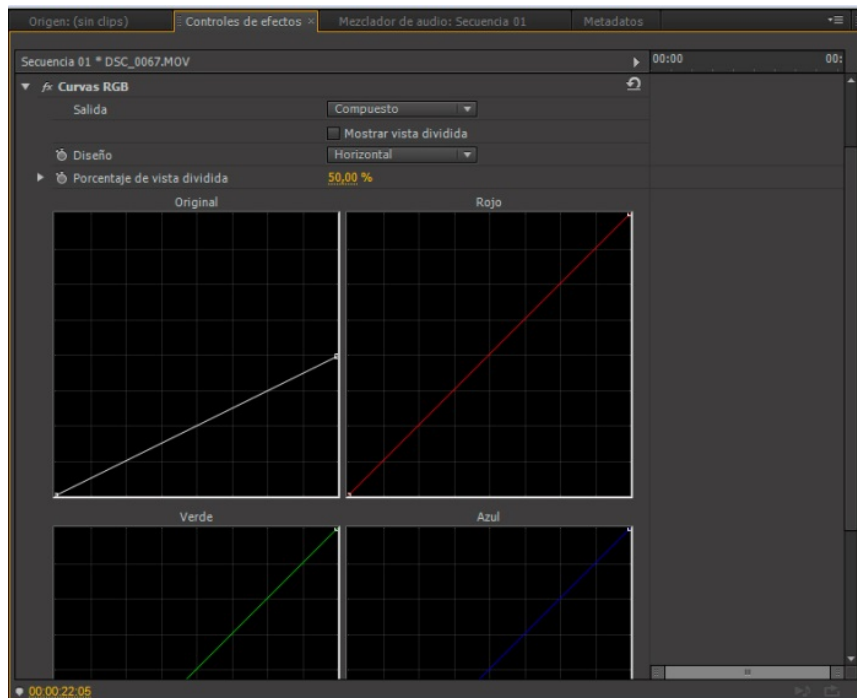 Origen: (sin clips) Controles de efectos × Mezclador de audio: Secuencia 01 Metadatos
Secuencia 01 * DSC_0067.MOV 00:00 00:
fx Curvas RGB
Salida Compuesto
Mostrar vista dividida
Diseño Horizontal
Porcentaje de vista dividida 50,00 %
Original Rojo
Verde Azul
00:00:22:05